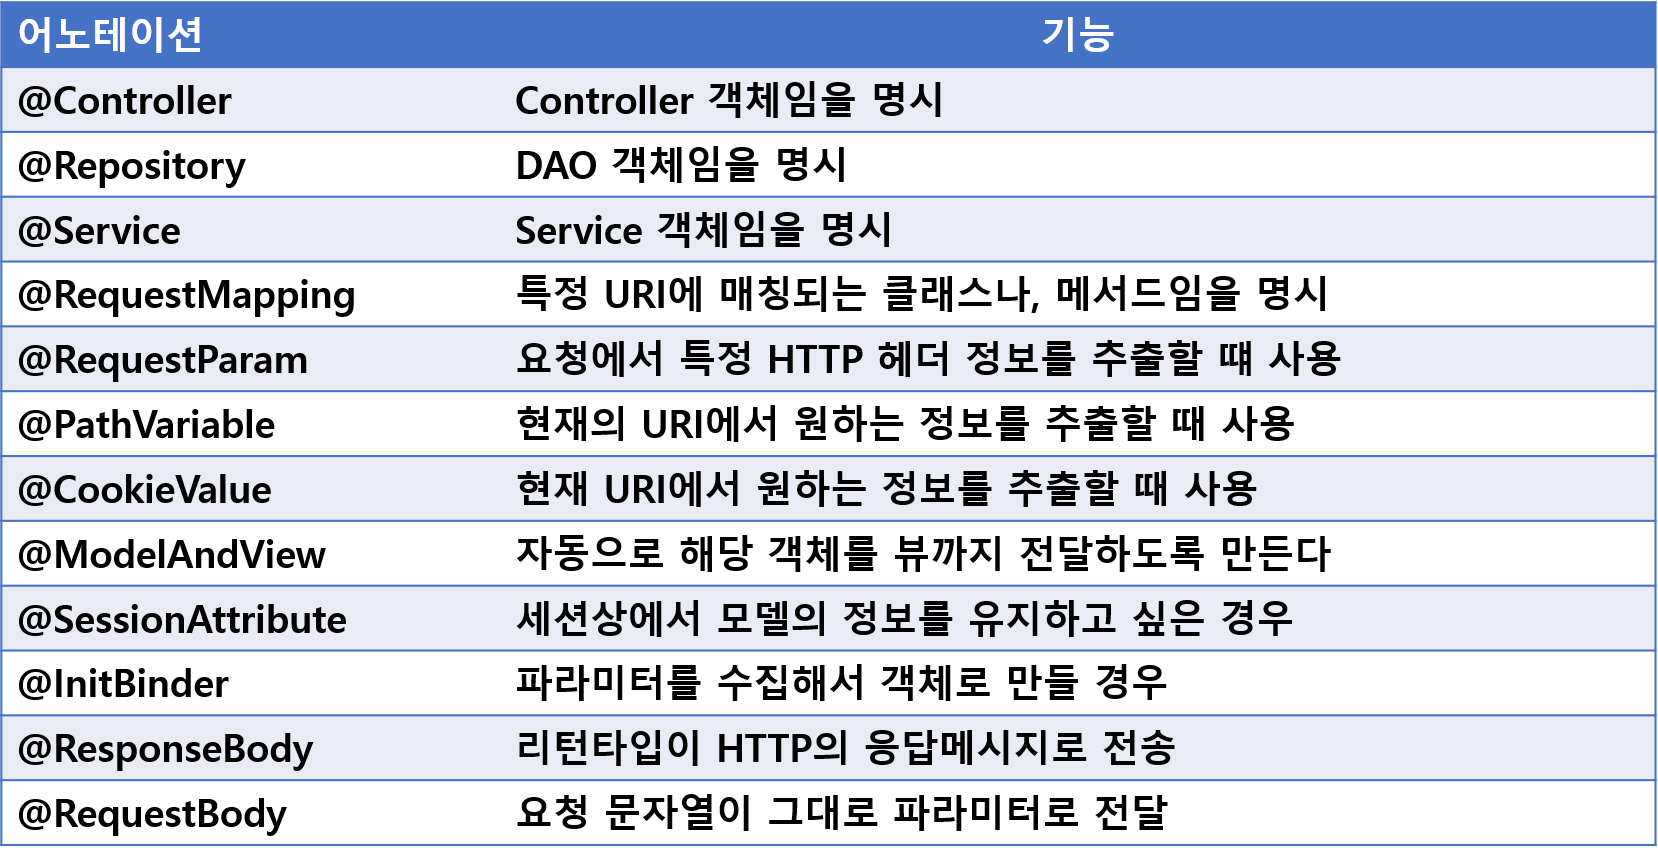 어노테이션 기능
@Controller Controller 객체임을 명시
@Repository DAO 객체임을 명시
@Service Service 객체임을 명시
@RequestMapping 특정 URI에 매칭되는 클래스나, 메서드임을 명시
@RequestParam 요청에서 특정 HTTP 헤더 정보를 추출할 떄 사용
@PathVariable 현재의 URI에서 원하는 정보를 추출할 때 사용
@CookieValue 현재 URI에서 원하는 정보를 추출할 때 사용
@ModelAndView 자동으로 해당 객체를 뷰까지 전달하도록 만든다
@SessionAttribute 세션상에서 모델의 정보를 유지하고 싶은 경우
@InitBinder 파라미터를 수집해서 객체로 만들 경우
@ResponseBody 리턴타입이 HTTP의 응답메시지로 전송
@RequestBody 요청 문자열이 그대로 파라미터로 전달